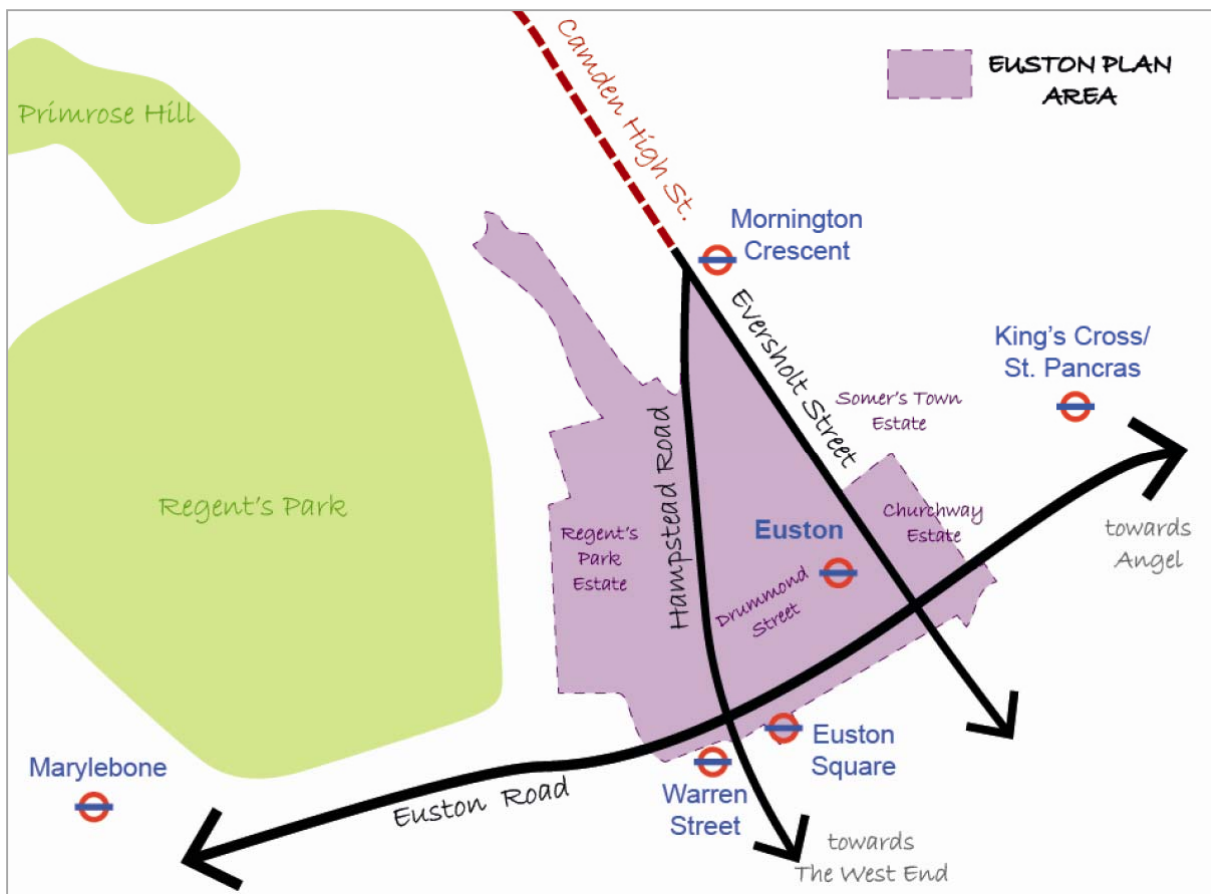 Camden High St.
EUSTON PLAN
AREA
Primrose Hill
Mornington
Crescent
Eversholt Street
King's Cross/
St. Pancras
Somer's Town
Estate
Hampstead Road
Regent's Park
Churchway
Estate
Regent's
Park
Estate
Euston
Drummond
Street
towards
Angel
Euston
Square
Marylebone
Warren
Street
Euston Road
towards
The West End